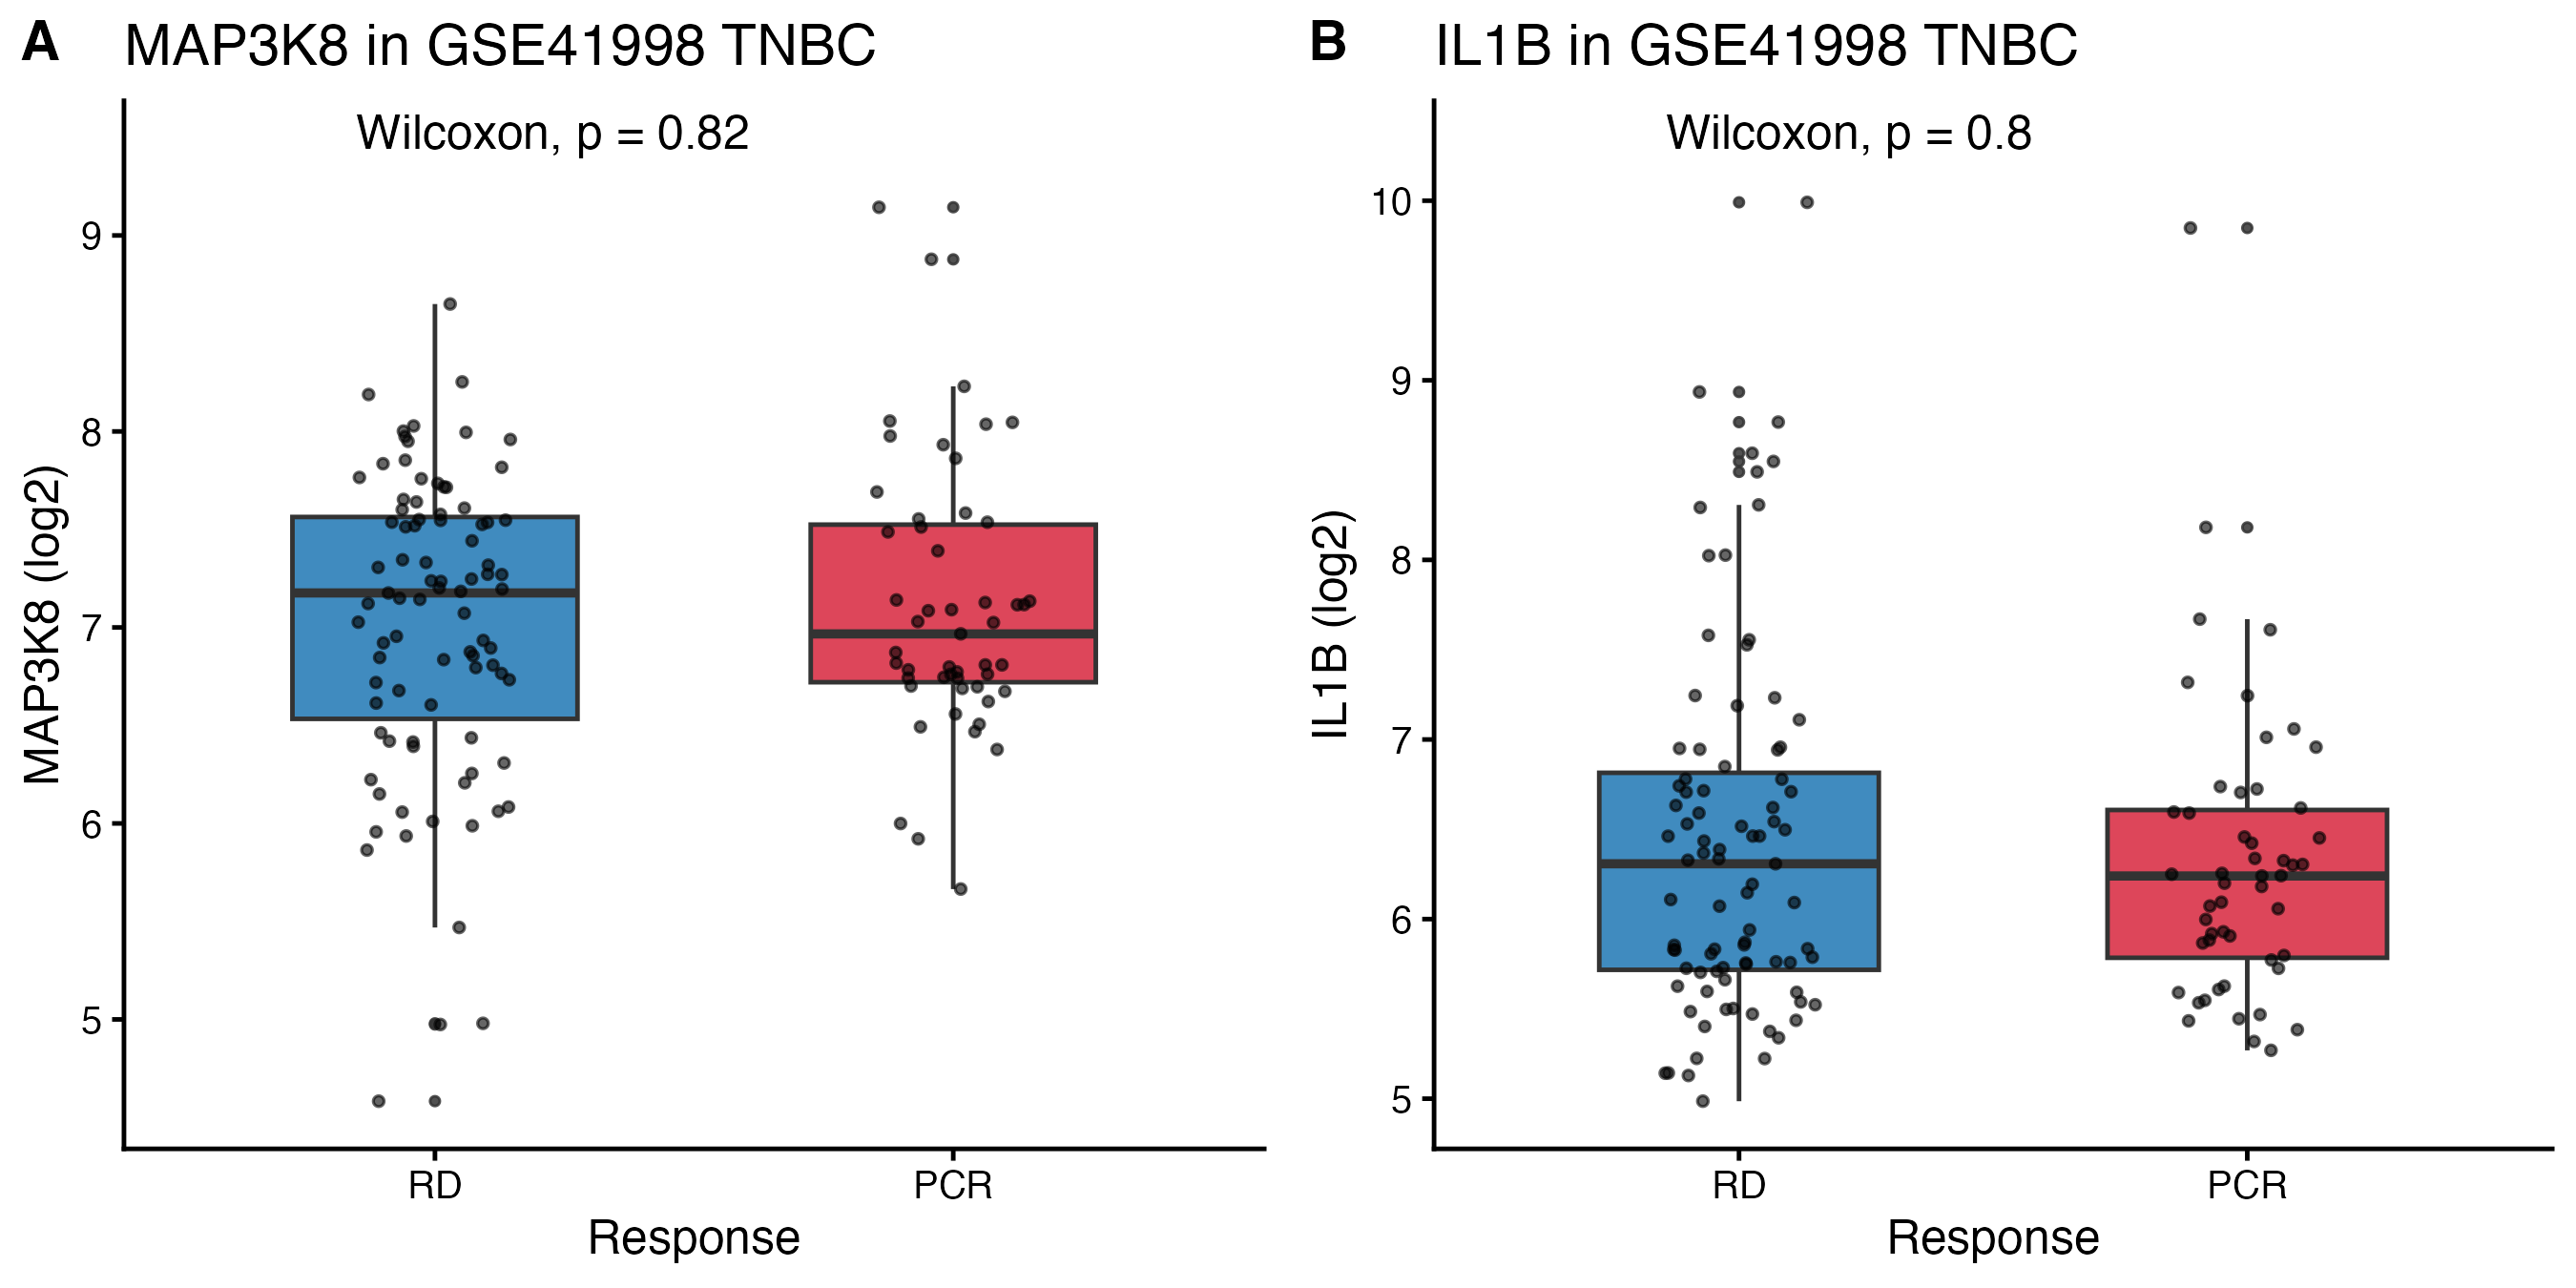 A MAP3K8 in GSE41998 TNBC
Wilcoxon, p = 0.82
MAP3K8 (log2)
9
8
7
6
5
RD PCR
Response
B IL1B in GSE41998 TNBC
Wilcoxon, p = 0.8
IL1B (log2)
10
9
8
7
6
5
RD PCR
Response